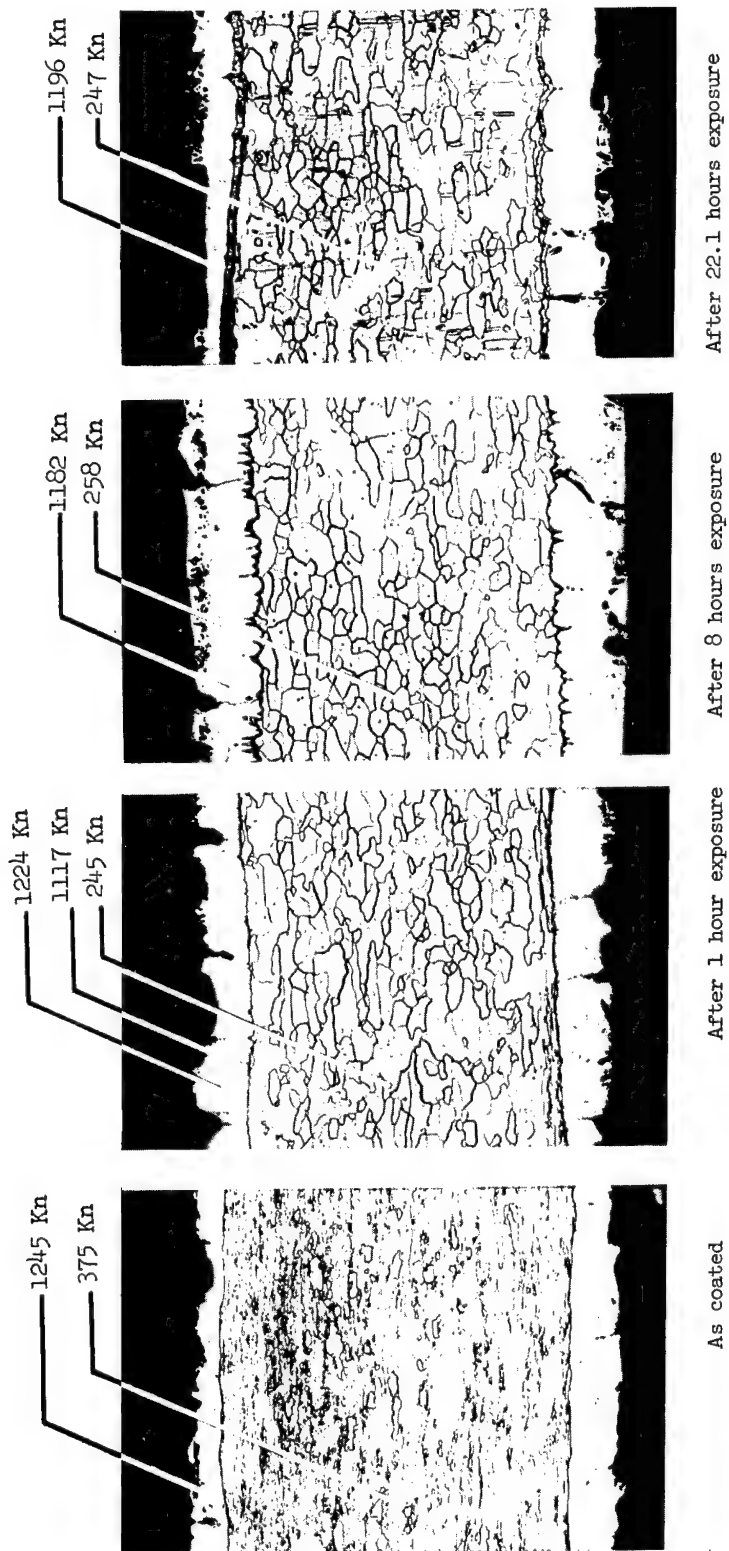 1245 Kn
375 Kn
As coated
1224 Kn
1117 Kn
245 Kn
After 1 hour exposure
1182 Kn
258 Kn
After 8 hours exposure
1196 Kn
247 Kn
After 22.1 hours exposure